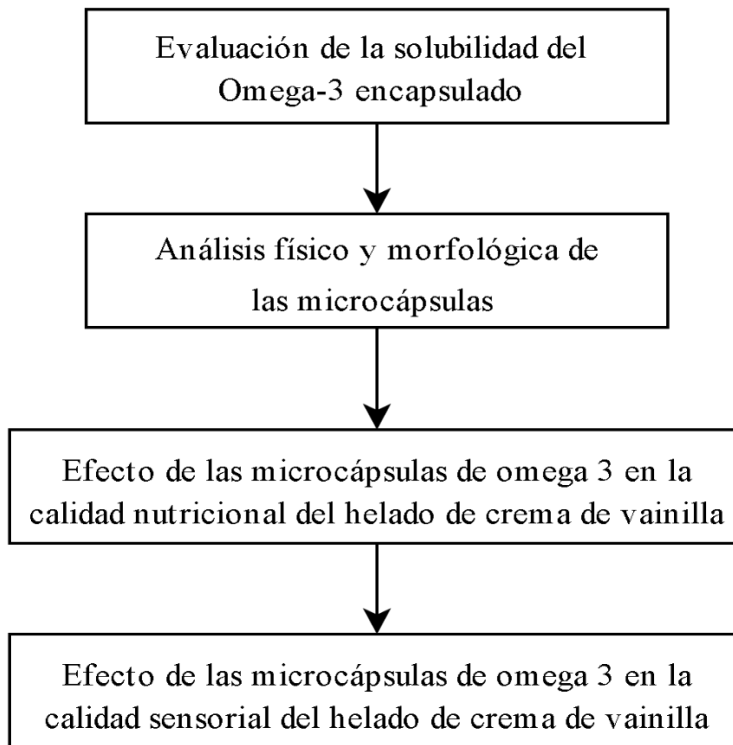 Evaluación de la solubilidad del
Omega-3 encapsulado
Análisis físico y morfológica de
las microcápsulas
Efecto de las microcápsulas de omega 3 en la
calidad nutricional del helado de crema de vainilla
Efecto de las microcápsulas de omega 3 en la
calidad sensorial del helado de crema de vainilla